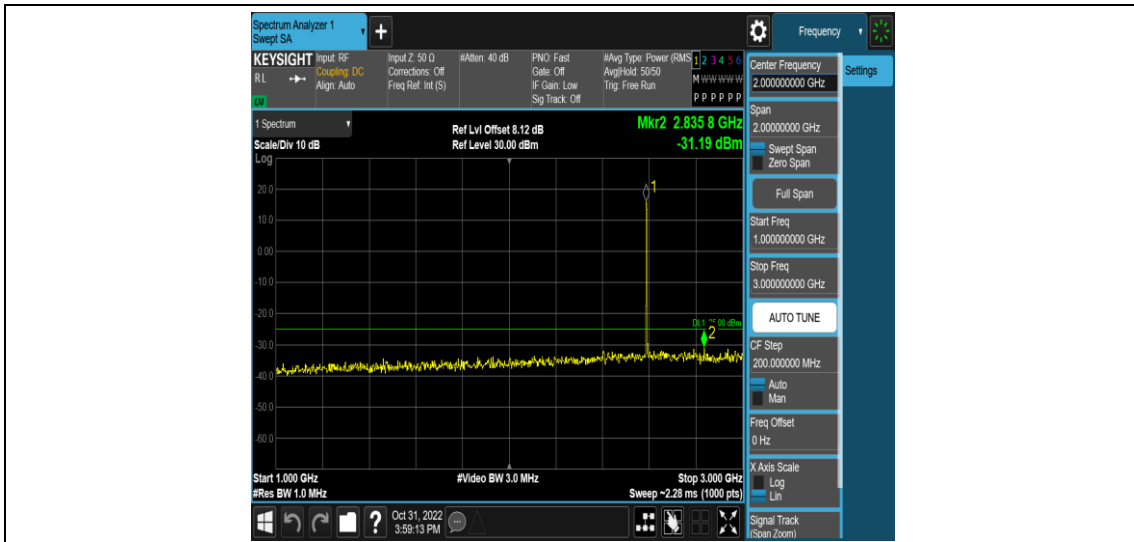 Spectrum Analyzer 1
Swept SA
+
Frequency
KEYSIGHT
RL
Input: RF
Coupling: DC
Align: Auto
Input Z: 50 Ω
Corrections: Off
Freq Ref: Int (S)
#Atten: 40 dB
PNO: Fast
Gate: Off
IF Gain: Low
Sig Track: Off
#Avg Type: Power (RMS
Avg|Hold: 50/50
Trig: Free Run
1 2 3 4 5 6
M W W W W W
P P P P P P
1 Spectrum
Scale/Div 10 dB
Log
Ref Lvl Offset 8.12 dB
Ref Level 30.00 dBm
Mkr2 2.835 8 GHz
-31.19 dBm
20.0
10.0
0.00
-10.0
-20.0
-30.0
-40.0
-50.0
-60.0
1
2
Start 1.000 GHz
#Res BW 1.0 MHz
#Video BW 3.0 MHz
Stop 3.000 GHz
Sweep ~2.28 ms (1000 pts)
Oct 31, 2022
3:59:13 PM
?
Center Frequency
2.000000000 GHz
Settings
Span
2.00000000 GHz
Swept Span
Zero Span
Full Span
Start Freq
1.000000000 GHz
Stop Freq
3.000000000 GHz
AUTO TUNE
CF Step
200.000000 MHz
Auto
Man
Freq Offset
0 Hz
X Axis Scale
Log
Lin
Signal Track
(Span Zoom)